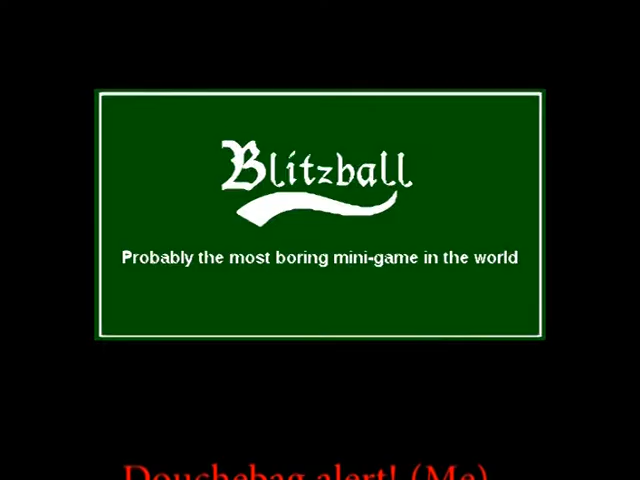 Blitzball
Probably the most boring mini-game in the world
Douchebag alert! (Me)